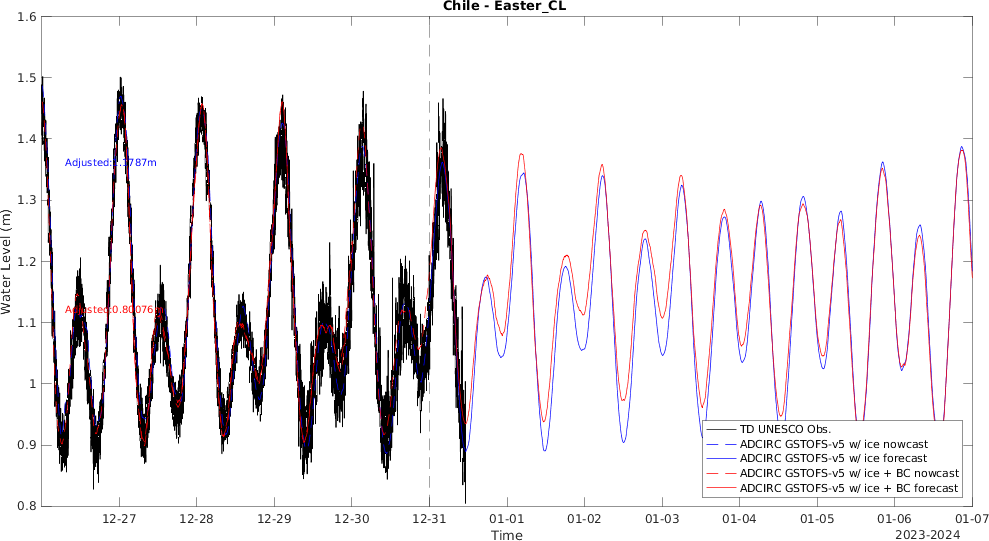 Chile - Easter_CL
1.6
1.5
1.4
1.3
1.2
1.1
1
0.9
0.8
Water Level (m)
Adjusted:
Adjusted:0.80076
TD UNESCO Obs.
ADCIRC GSTOFS-v5 w/ ice nowcast
ADCIRC GSTOFS-v5 w/ ice forecast
ADCIRC GSTOFS-v5 w/ ice + BC nowcast
ADCIRC GSTOFS-v5 w/ ice + BC forecast
12-27 12-28 12-29 12-30 12-31 01-01 01-02 01-03 01-04 01-05 01-06 01-07
Time
2023-2024